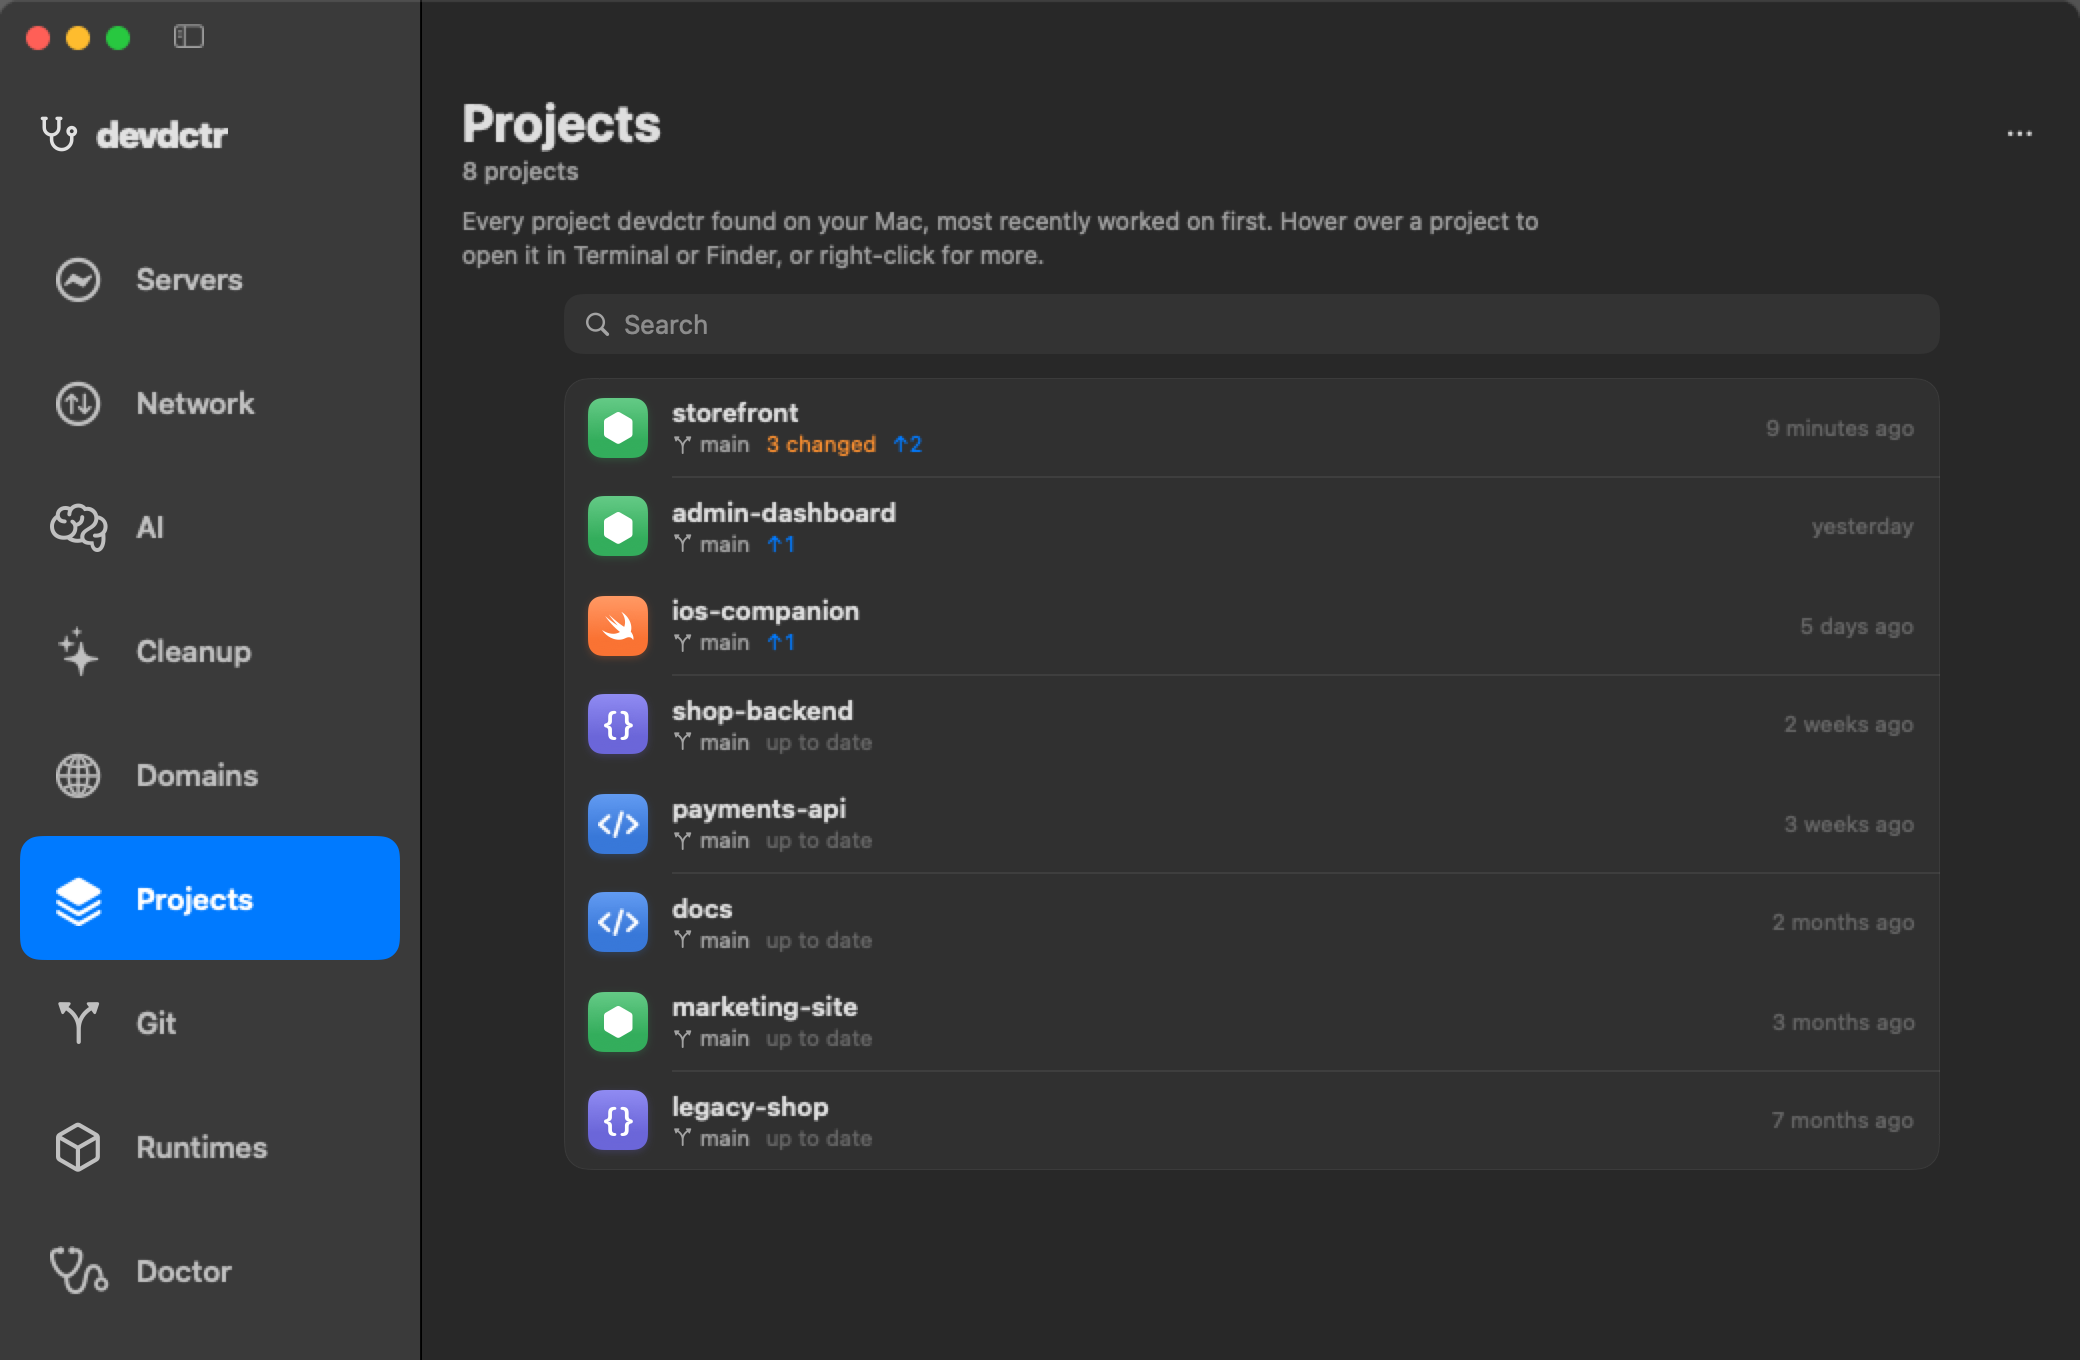 devdctr
Servers
Network
AI
Cleanup
Domains
Projects
Git
Runtimes
Doctor
Projects
8 projects
Every project devdctr found on your Mac, most recently worked on first. Hover over a project to
open it in Terminal or Finder, or right-click for more.
Search
storefront
main 3 changed ↑2
9 minutes ago
admin-dashboard
main ↑1
yesterday
ios-companion
main ↑1
5 days ago
shop-backend
main up to date
2 weeks ago
payments-api
main up to date
3 weeks ago
docs
main up to date
2 months ago
marketing-site
main up to date
3 months ago
legacy-shop
main up to date
7 months ago